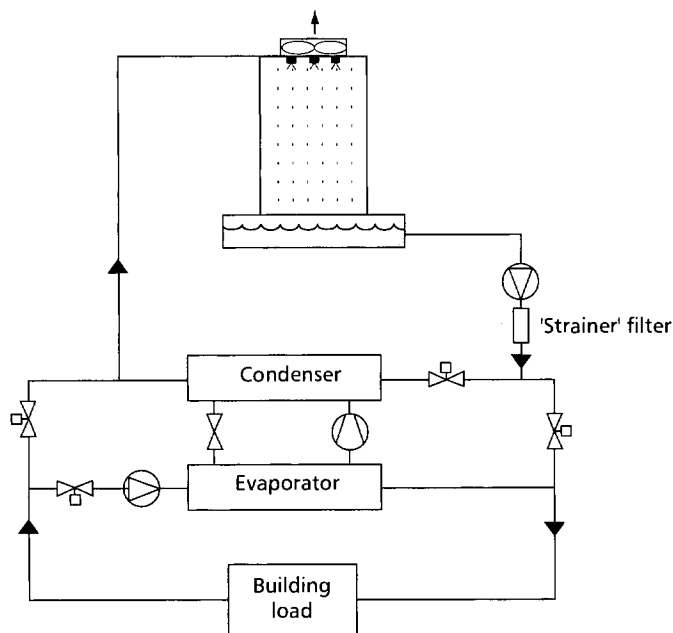 'Strainer' filter
Condenser
Evaporator
Building
load